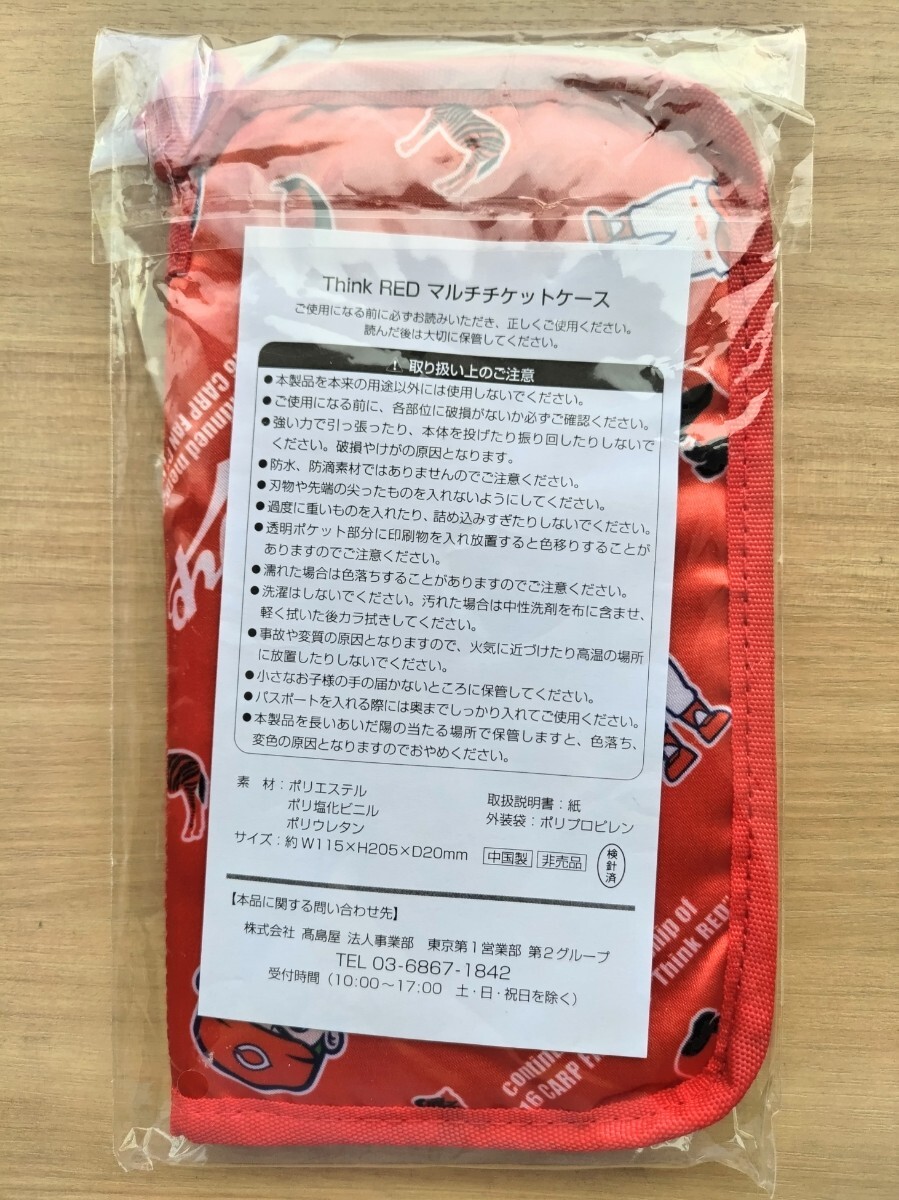 Think RED マルチチケットケース
ご使用になる前に必ずお読みいただき、正しくご使用ください。
読んだ後は大切に保管してください。
! 取り扱い上のご注意
●本製品を本来の用途以外には使用しないでください。
●ご使用になる前に、各部位に破損がないか必ずご確認ください。
●強い力で引っ張ったり、本体を投げたり振り回したりしないで
ください。破損やけがの原因となります。
●防水、防滴素材ではありませんのでご注意ください。
●刃物や先端の尖ったものを入れないようにしてください。
●過度に重いものを入れたり、詰め込みすぎたりしないでください。
●透明ポケット部分に印刷物を入れ放置すると色移りすることが
ありますのでご注意ください。
●濡れた場合は色落ちすることがありますのでご注意ください。
●洗濯はしないでください。汚れた場合は中性洗剤を布に含ませ、
軽く拭いた後カラ拭きしてください。
●事故や変質の原因となりますので、火気に近づけたり高温の場所
に放置したりしないでください。
●小さなお子様の手の届かないところに保管してください。
●パスポートを入れる際には奥までしっかり入れてご使用ください。
●本製品を長いあいだ陽の当たる場所で保管しますと、色落ち、
変色の原因となりますのでおやめください。
素 材：ポリエステル
ポリ塩化ビニル
ポリウレタン
取扱説明書：紙
外装袋：ポリプロピレン
サイズ：約 W115×H205×D20mm
中国製 非売品
検針済
【本品に関する問い合わせ先】
株式会社 髙島屋 法人事業部 東京第1営業部 第2グループ
TEL 03-6867-1842
受付時間（10:00～17:00 土・日・祝日を除く）
CARP
hip of
Think RED"
contin
16 CARP F